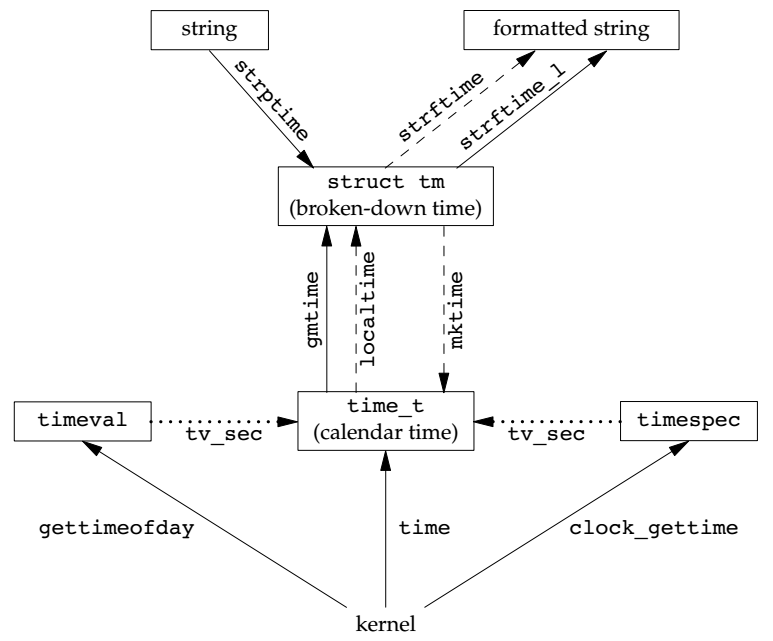 string
formatted string
strptime
strftime
strftime_l
struct tm
(broken-down time)
gmtime
localtime
mktime
timeval
tv_sec
time_t
(calendar time)
tv_sec
timespec
gettimeofday
time
clock_gettime
kernel